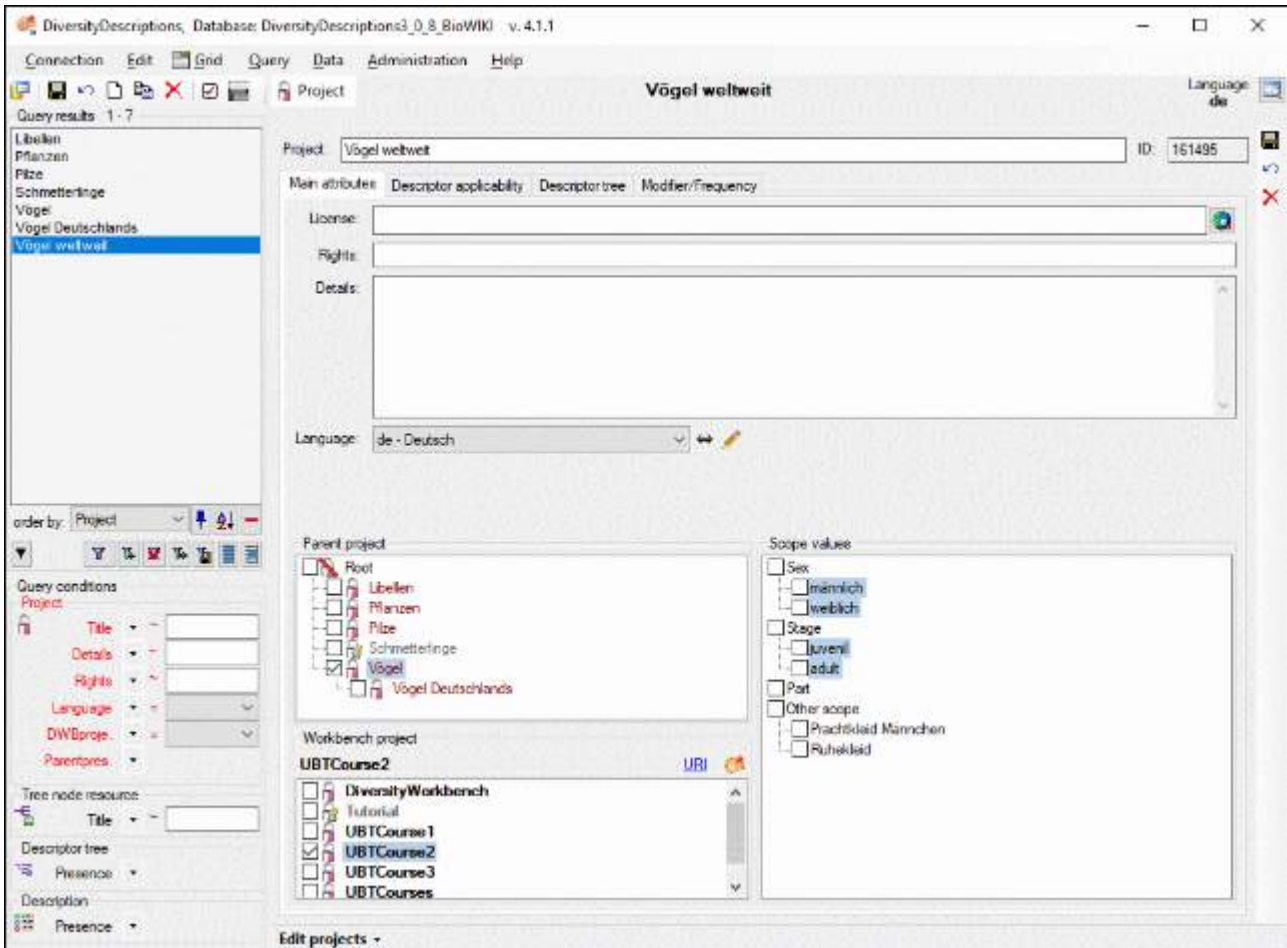 DiversityDescriptions, Database: DiversityDescriptions3_0_8_BioWIKI v. 4.1.1
Connection Edit Grid Query Data Administration Help
Project
Vögel weltweit
Language
de
Query results 1 - 7
Libellen
Pflanzen
Pilze
Schmetterlinge
Vögel
Vögel Deutschlands
Vögel weltweit
Project: Vögel weltweit ID: 161495
Main attributes Descriptor applicability Descriptor tree Modifier/Frequency
License:
Rights:
Details:
Language: de - Deutsch
order by: Project
Query conditions
Project
Title ~
Details ~
Rights ~
Language =
DWBproje.. =
Parentpres.
Tree node resource
Title ~
Descriptor tree
Presence
Description
Presence
Parent project
Root
Libellen
Pflanzen
Pilze
Schmetterlinge
Vögel
Vögel Deutschlands
Workbench project
UBTCourse2 URI
DiversityWorkbench
Tutorial
UBTCourse1
UBTCourse2
UBTCourse3
UBTCourses
Scope values
Sex
männlich
weiblich
Stage
juvenil
adult
Part
Other scope
Prachtkleid Männchen
Ruhekleid
Edit projects